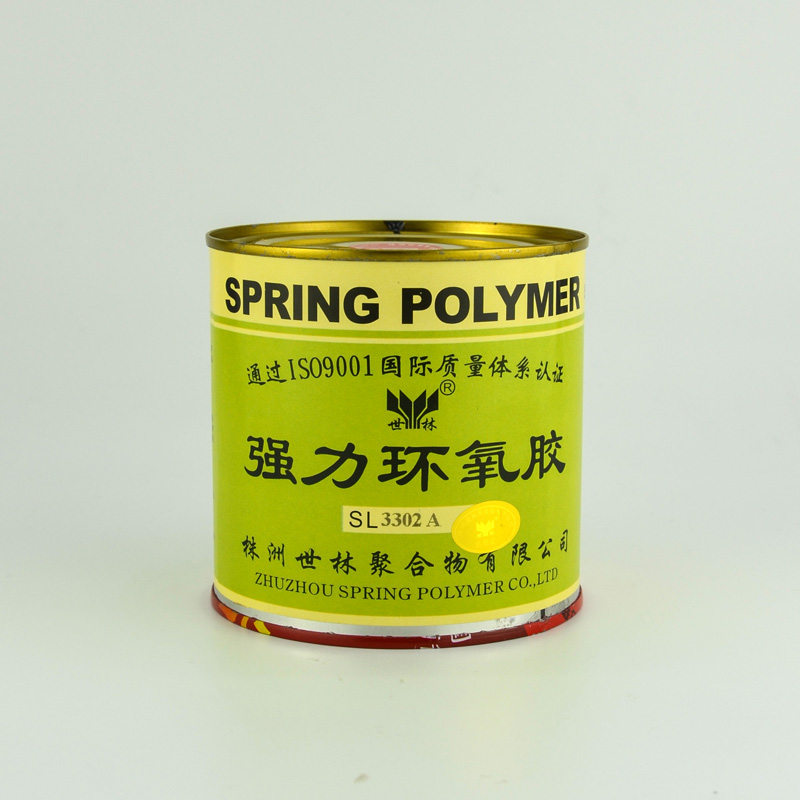 SPRING POLYMER
通过ISO9001国际质量体系认证
®
世林
强力环氧胶
SL3302 A
株洲世林聚合物有限公司
ZHUZHOU SPRING POLYMER CO.,LTD